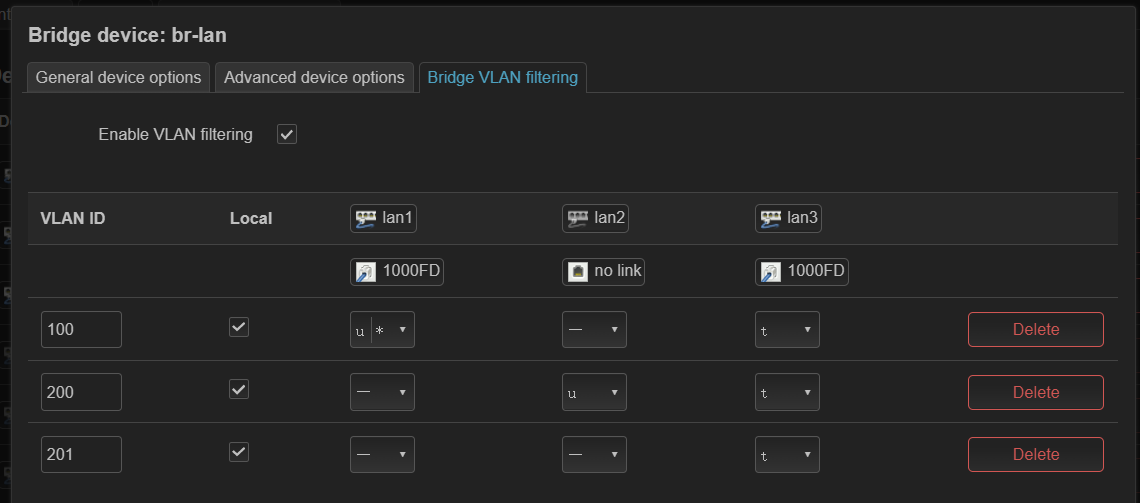 Bridge device: br-lan
General device options Advanced device options Bridge VLAN filtering
Enable VLAN filtering
VLAN ID Local lan1 lan2 lan3
1000FD no link 1000FD
100 u * — t Delete
200 — u t Delete
201 — — t Delete